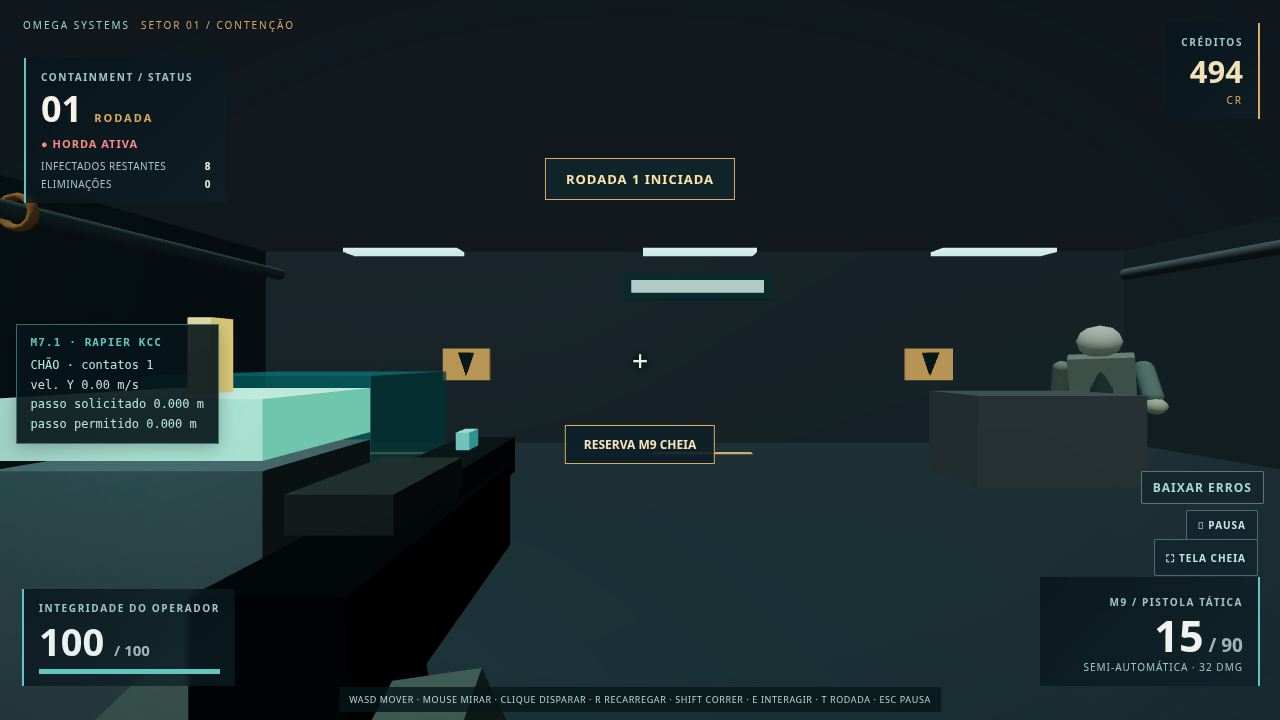 OMEGA SYSTEMS SETOR 01 / CONTENÇÃO
CONTAINMENT / STATUS
01 RODADA
● HORDA ATIVA
INFECTADOS RESTANTES 8
ELIMINAÇÕES 0
CRÉDITOS
494
CR
RODADA 1 INICIADA
M7.1 · RAPIER KCC
CHÃO · contatos 1
vel. Y 0.00 m/s
passo solicitado 0.000 m
passo permitido 0.000 m
RESERVA M9 CHEIA
BAIXAR ERROS
PAUSA
⛶ TELA CHEIA
INTEGRIDADE DO OPERADOR
100 / 100
M9 / PISTOLA TÁTICA
15 / 90
SEMI-AUTOMÁTICA · 32 DMG
WASD MOVER · MOUSE MIRAR · CLIQUE DISPARAR · R RECARREGAR · SHIFT CORRER · E INTERAGIR · T RODADA · ESC PAUSA